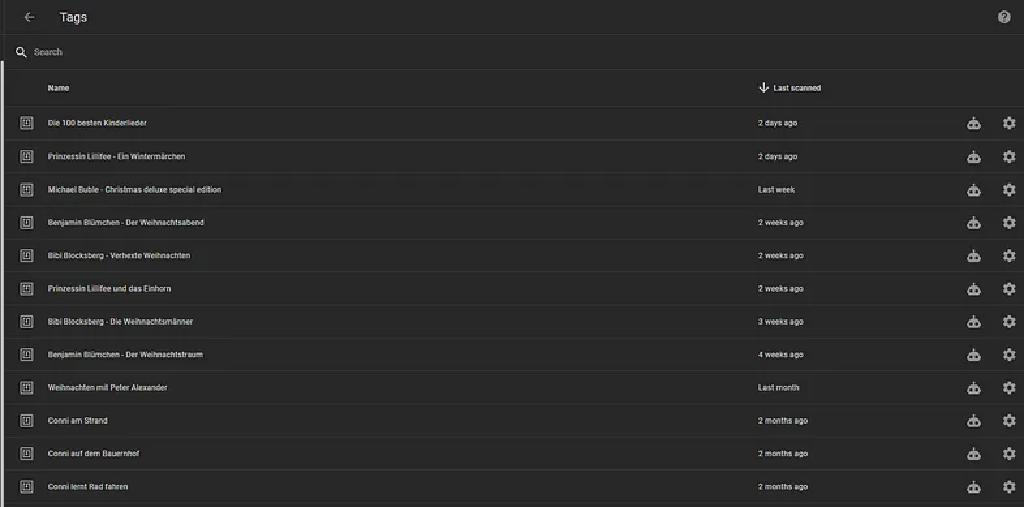 Tags
Search
Name Last scanned
Die 100 besten Kinderlieder 2 days ago
Prinzessin Lillifee - Ein Wintermärchen 2 days ago
Michael Buble - Christmas deluxe special edition Last week
Benjamin Blümchen - Der Weihnachtsabend 2 weeks ago
Bibi Blocksberg - Verhexte Weihnachten 2 weeks ago
Prinzessin Lillifee und das Einhorn 2 weeks ago
Bibi Blocksberg - Die Weihnachtsmänner 3 weeks ago
Benjamin Blümchen - Der Weihnachtstraum 4 weeks ago
Weihnachten mit Peter Alexander Last month
Conni am Strand 2 months ago
Conni auf dem Bauernhof 2 months ago
Conni lernt Rad fahren 2 months ago